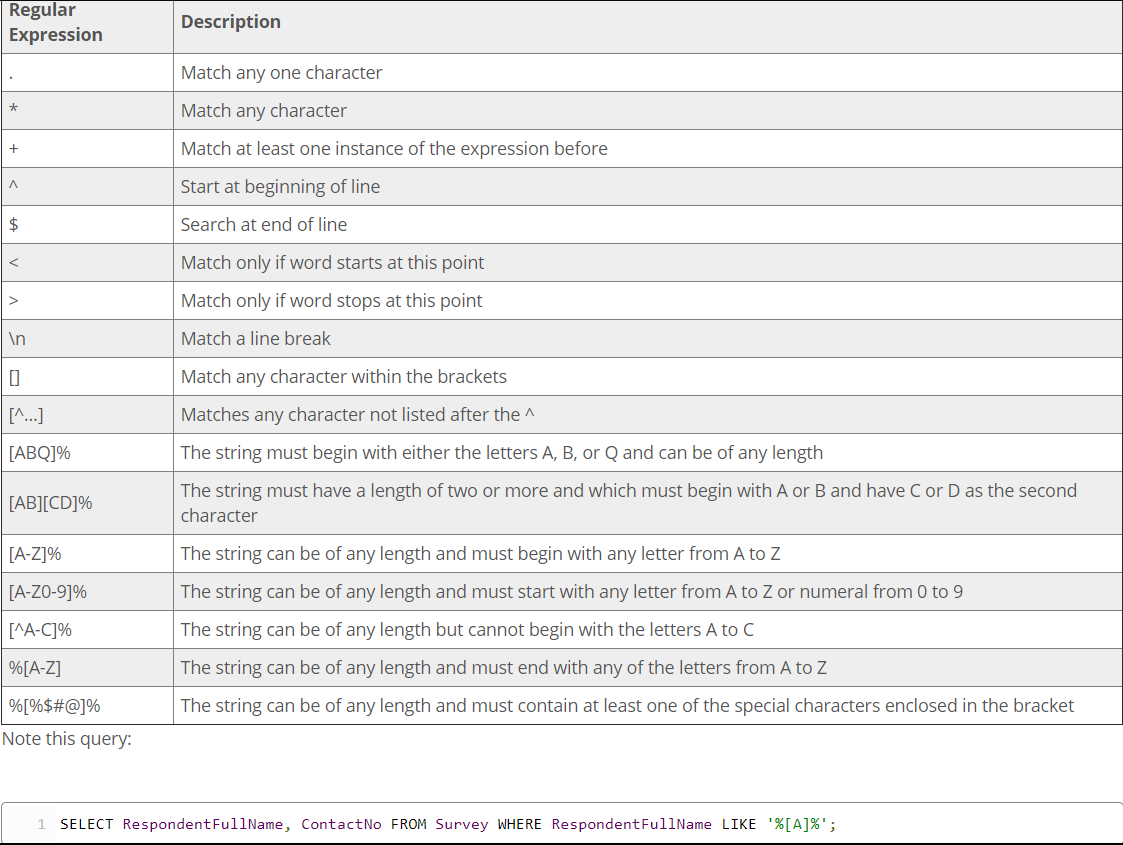 Regular
Expression
Description
. Match any one character
* Match any character
+ Match at least one instance of the expression before
^ Start at beginning of line
$ Search at end of line
< Match only if word starts at this point
> Match only if word stops at this point
\n Match a line break
[] Match any character within the brackets
[^...] Matches any character not listed after the ^
[ABQ]% The string must begin with either the letters A, B, or Q and can be of any length
[AB][CD]% The string must have a length of two or more and which must begin with A or B and have C or D as the second
character
[A-Z]% The string can be of any length and must begin with any letter from A to Z
[A-Z0-9]% The string can be of any length and must start with any letter from A to Z or numeral from 0 to 9
[^A-C]% The string can be of any length but cannot begin with the letters A to C
%[A-Z] The string can be of any length and must end with any of the letters from A to Z
%[%$#@]% The string can be of any length and must contain at least one of the special characters enclosed in the bracket
Note this query:
1 SELECT RespondentFullName, ContactNo FROM Survey WHERE RespondentFullName LIKE '%[A]%';